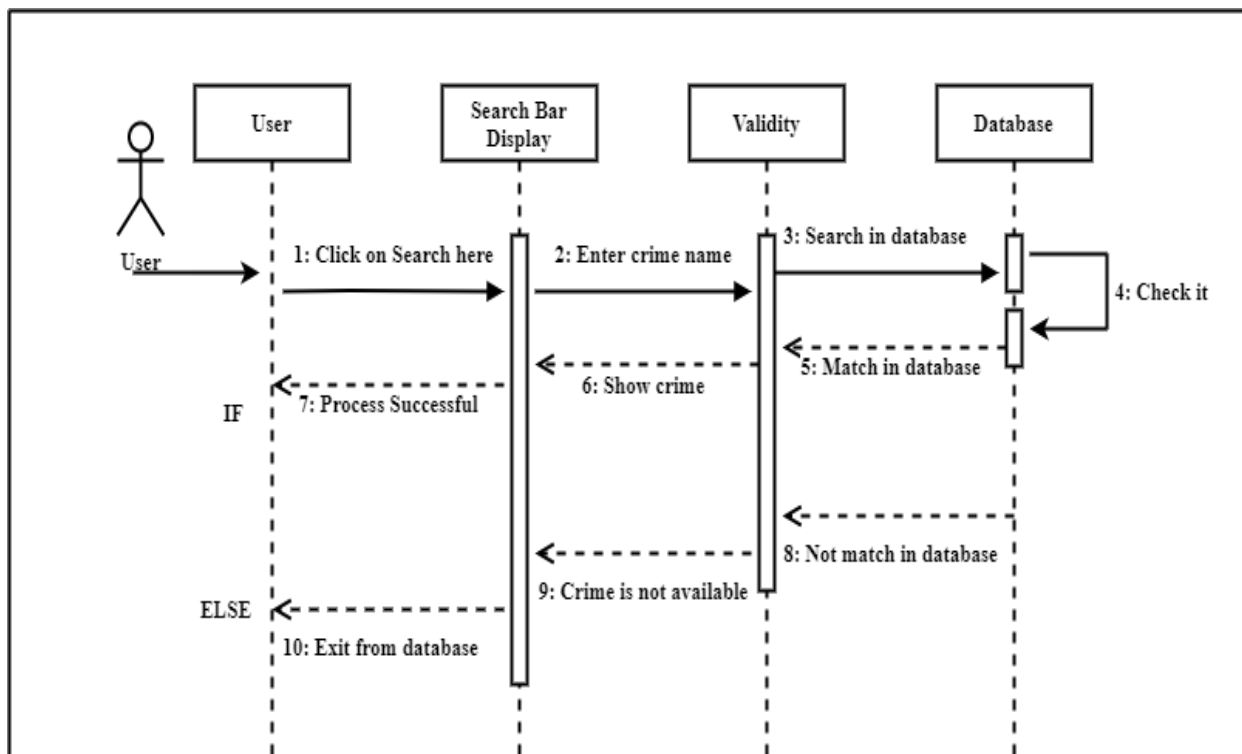 User
Search Bar
Display
Validity
Database
User
1: Click on Search here
2: Enter crime name
3: Search in database
4: Check it
5: Match in database
6: Show crime
7: Process Successful
IF
8: Not match in database
9: Crime is not available
ELSE
10: Exit from database